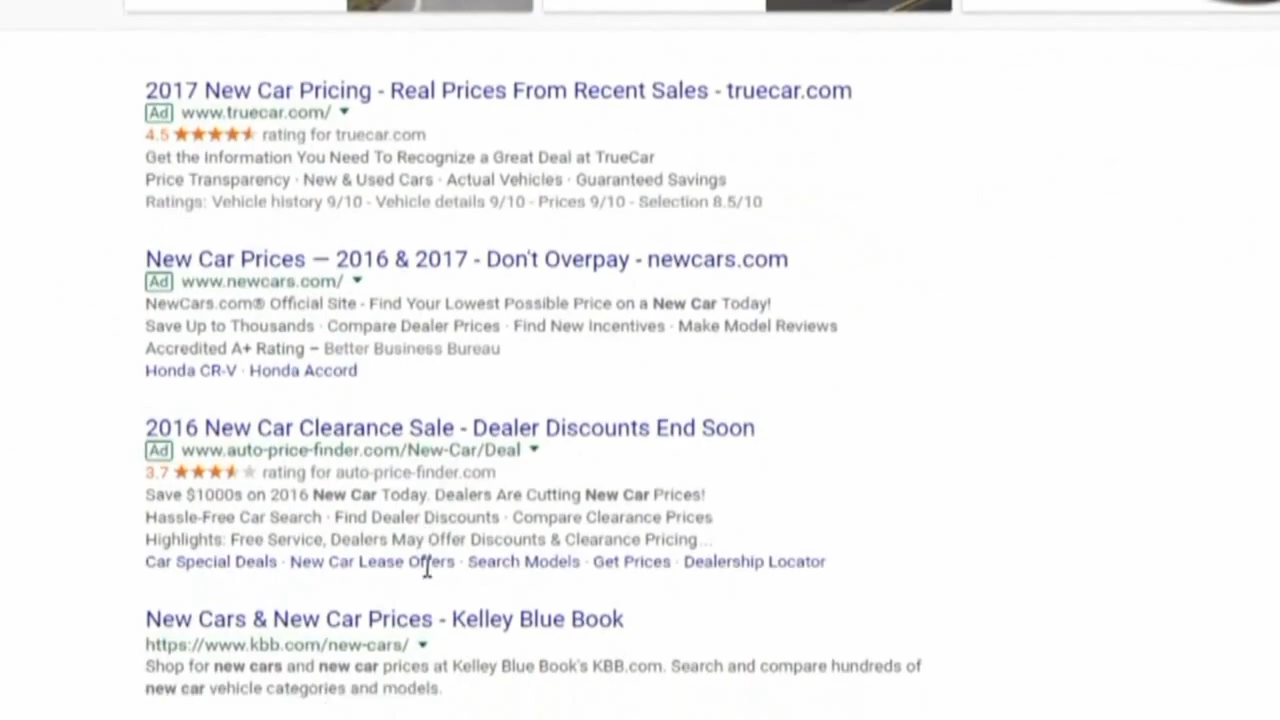 2017 New Car Pricing - Real Prices From Recent Sales - truecar.com
Ad www.truecar.com/
4.5 rating for truecar.com
Get the Information You Need To Recognize a Great Deal at TrueCar
Price Transparency · New & Used Cars · Actual Vehicles · Guaranteed Savings
Ratings: Vehicle history 9/10 - Vehicle details 9/10 - Prices 9/10 - Selection 8.5/10
New Car Prices — 2016 & 2017 - Don't Overpay - newcars.com
Ad www.newcars.com/
NewCars.com® Official Site - Find Your Lowest Possible Price on a New Car Today!
Save Up to Thousands · Compare Dealer Prices · Find New Incentives · Make Model Reviews
Accredited A+ Rating – Better Business Bureau
Honda CR-V · Honda Accord
2016 New Car Clearance Sale - Dealer Discounts End Soon
Ad www.auto-price-finder.com/New-Car/Deal
3.7 rating for auto-price-finder.com
Save $1000s on 2016 New Car Today. Dealers Are Cutting New Car Prices!
Hassle-Free Car Search · Find Dealer Discounts · Compare Clearance Prices
Highlights: Free Service, Dealers May Offer Discounts & Clearance Pricing...
Car Special Deals · New Car Lease Offers · Search Models · Get Prices · Dealership Locator
New Cars & New Car Prices - Kelley Blue Book
https://www.kbb.com/new-cars/
Shop for new cars and new car prices at Kelley Blue Book's KBB.com. Search and compare hundreds of
new car vehicle categories and models.